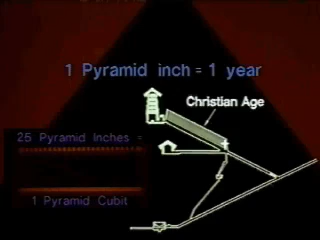 1 Pyramid inch = 1 year
Christian Age
25 Pyramid Inches =
1 Pyramid Cubit